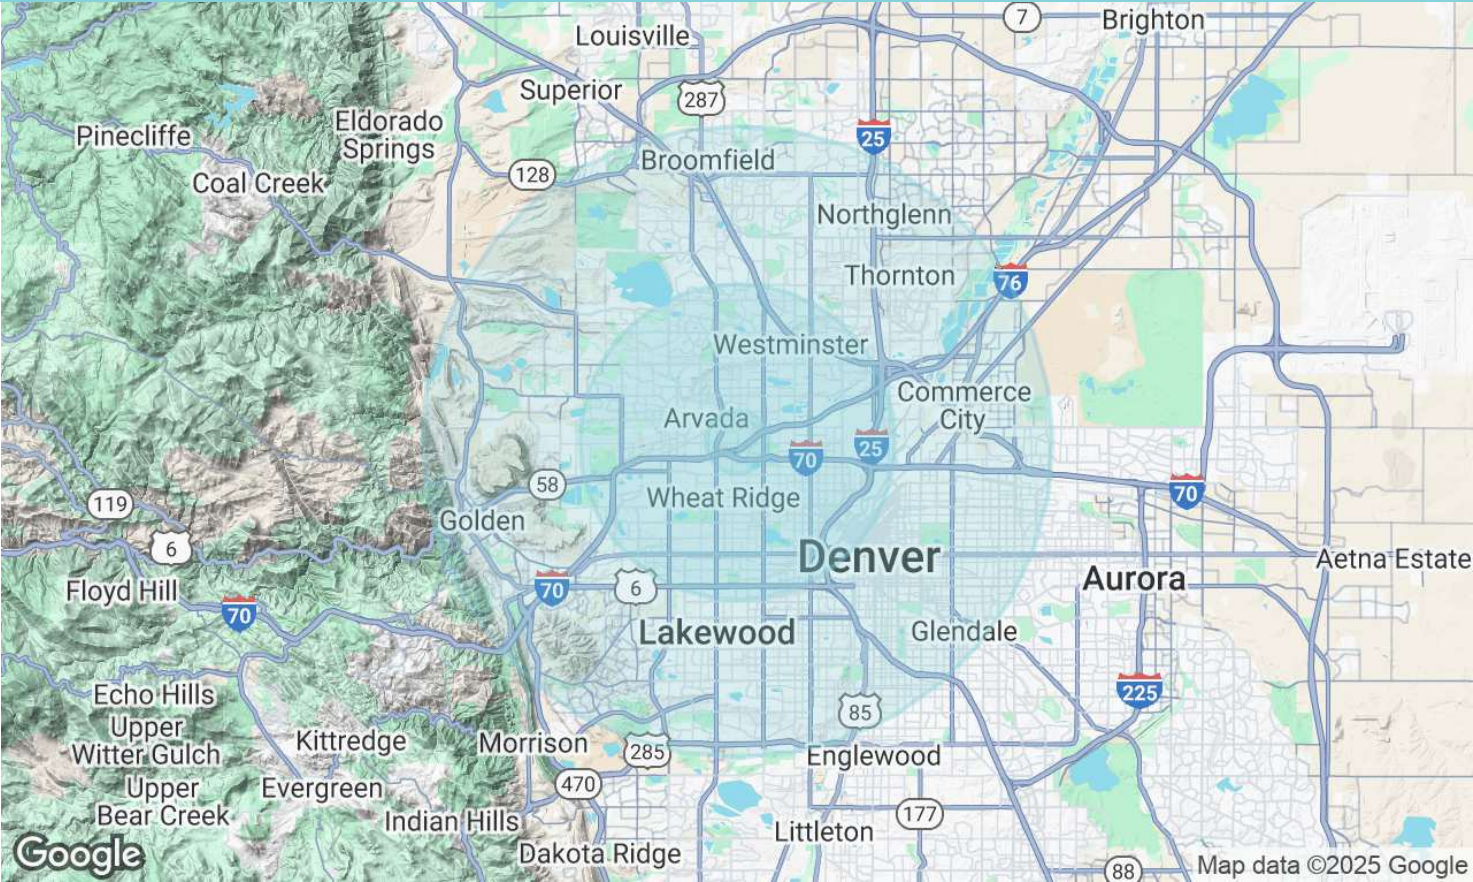 7
Brighton
Louisville
Superior
287
Eldorado
Springs
Pinecliffe
25
Broomfield
128
Coal Creek
Northglenn
Thornton
76
Westminster
Commerce
City
Arvada
70
25
58
Wheat Ridge
70
119
Golden
6
Denver
Aetna Estate
Aurora
Floyd Hill
70
6
70
Lakewood
Glendale
Echo Hills
225
Upper
Witter Gulch
85
Kittredge
Morrison
285
Englewood
Upper
Bear Creek
Evergreen
470
Indian Hills
177
Littleton
Google
Dakota Ridge
88
Map data ©2025 Google